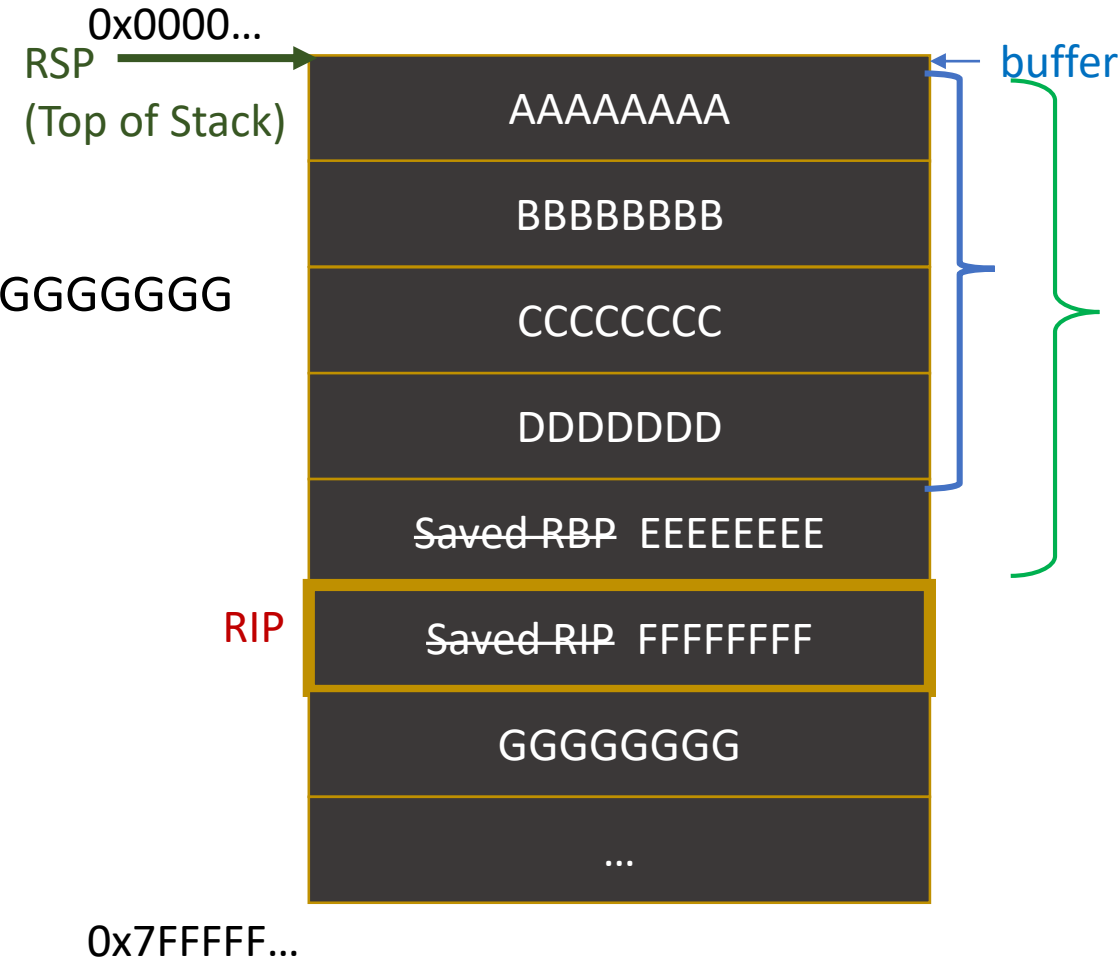 0x0000…
RSP
(Top of Stack)
buffer
AAAAAAAA
BBBBBBBB
GGGGGGG
CCCCCCCC
DDDDDDD
Saved RBP EEEEEEEE
RIP
Saved RIP FFFFFFFF
GGGGGGGG
…
0x7FFFFF…